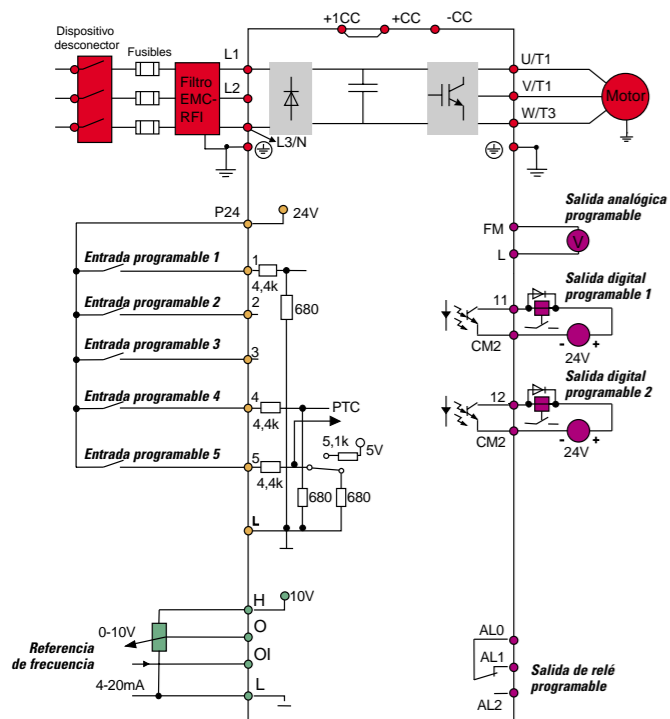 +1CC +CC -CC
Dispositivo
desconector
Fusibles
Filtro
EMC-
RFI
L1
L2
L3/N
U/T1
V/T1
W/T3
Motor
P24
24V
Entrada programable 1
1
4,4k
680
Entrada programable 2
2
Entrada programable 3
3
Entrada programable 4
4
4,4k
PTC
5,1k
5V
Entrada programable 5
5
4,4k
680
680
L
H
10V
0-10V
O
Referencia
de frecuencia
OI
4-20mA
L
Salida analógica
programable
FM
V
L
Salida digital
programable 1
11
CM2
- +
24V
Salida digital
programable 2
12
CM2
- +
24V
AL0
AL1
AL2
Salida de relé
programable